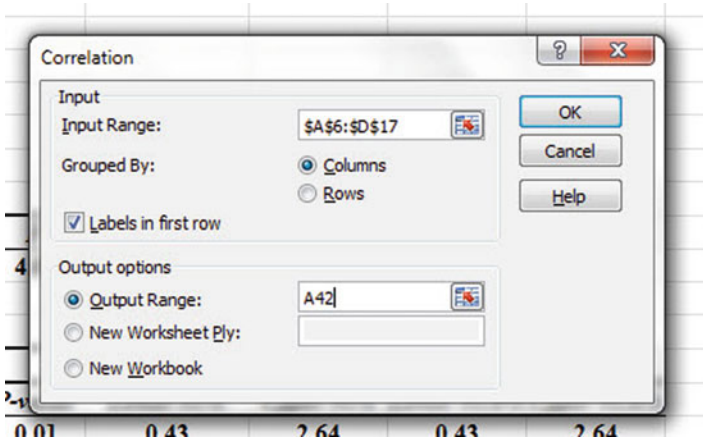 Correlation
Input
Input Range: $A$6:$D$17
Grouped By: Columns
Rows
Labels in first row
Output options
Output Range: A42
New Worksheet Ply:
New Workbook
OK
Cancel
Help
4
0.01 0.43 2.64 0.43 2.64